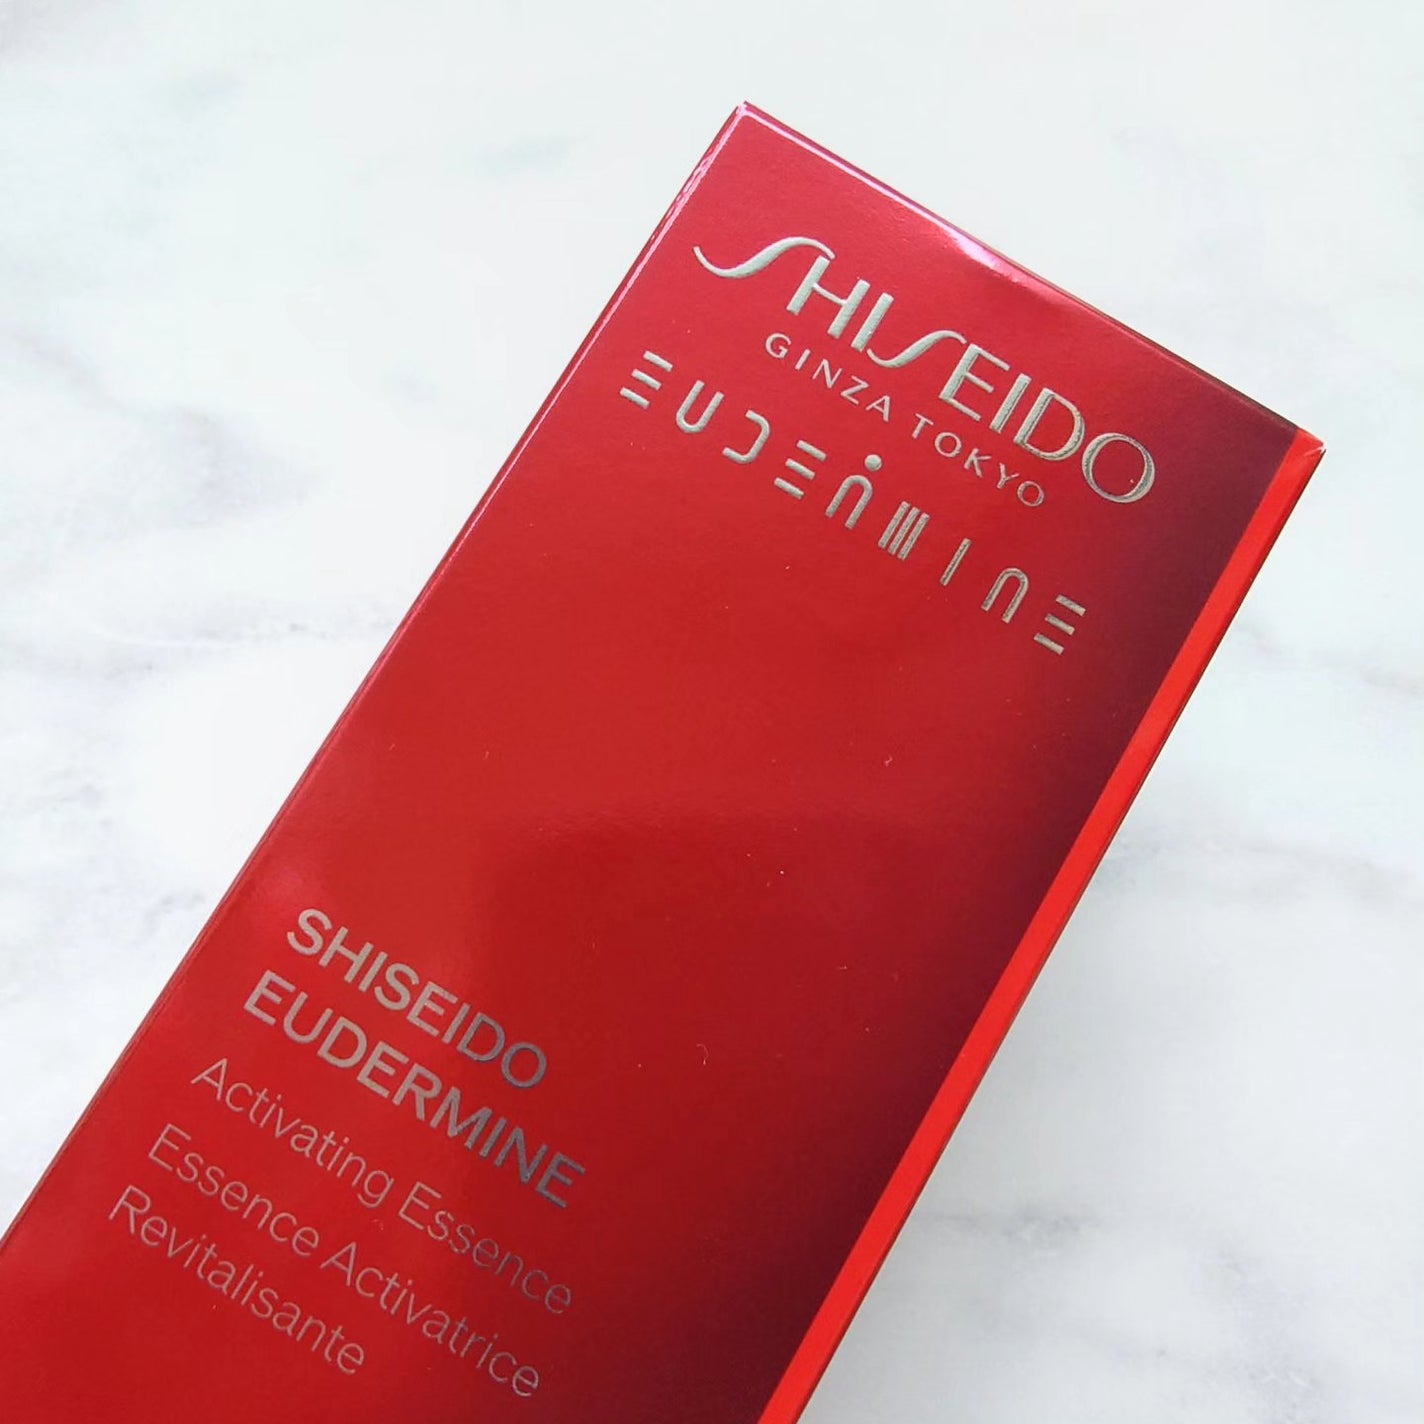 SHISEIDO
GINZA TOKYO
EUDERMINE
SHISEIDO
EUDERMINE
Activating Essence
Essence Activatrice
Revitalisante